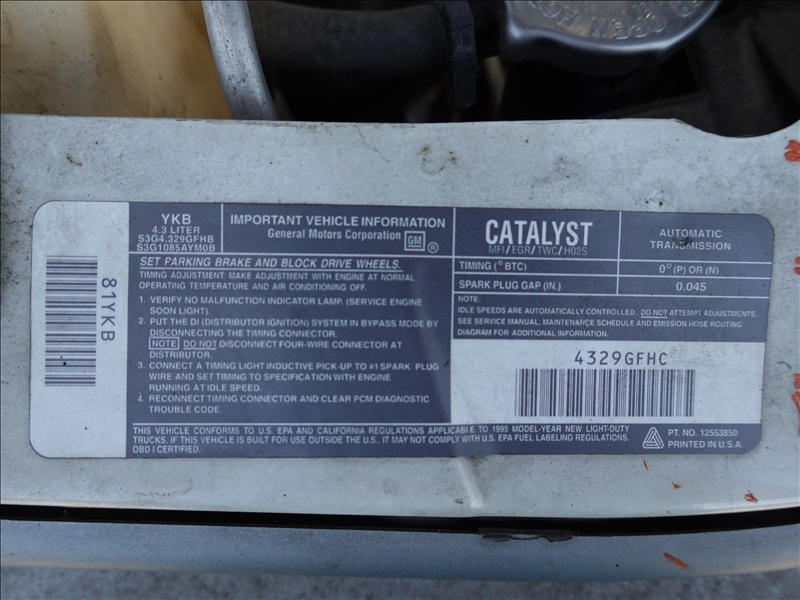 OPEN HO
YKB
4.3 LITER
S3G4.329GFHB
S3G1085AYM0B
IMPORTANT VEHICLE INFORMATION
General Motors Corporation GM ®
SET PARKING BRAKE AND BLOCK DRIVE WHEELS.
TIMING ADJUSTMENT: MAKE ADJUSTMENT WITH ENGINE AT NORMAL
OPERATING TEMPERATURE AND AIR CONDITIONING OFF.
1. VERIFY NO MALFUNCTION INDICATOR LAMP. (SERVICE ENGINE
SOON LIGHT).
2. PUT THE DI (DISTRIBUTOR IGNITION) SYSTEM IN BYPASS MODE BY
DISCONNECTING THE TIMING CONNECTOR.
NOTE DO NOT DISCONNECT FOUR-WIRE CONNECTOR AT
DISTRIBUTOR.
3. CONNECT A TIMING LIGHT INDUCTIVE PICK-UP TO #1 SPARK PLUG
WIRE AND SET TIMING TO SPECIFICATION WITH ENGINE
RUNNING AT IDLE SPEED.
4. RECONNECT TIMING CONNECTOR AND CLEAR PCM DIAGNOSTIC
TROUBLE CODE.
CATALYST
MFI/EGR/TWC/HO2S
AUTOMATIC
TRANSMISSION
TIMING (°BTC) 0°(P) OR (N)
SPARK PLUG GAP (IN.) 0.045
NOTE:
IDLE SPEEDS ARE AUTOMATICALLY CONTROLLED. DO NOT ATTEMPT ADJUSTMENTS.
SEE SERVICE MANUAL, MAINTENANCE SCHEDULE AND EMISSION HOSE ROUTING
DIAGRAM FOR ADDITIONAL INFORMATION.
4329GFHC
81YKB
THIS VEHICLE CONFORMS TO U.S. EPA AND CALIFORNIA REGULATIONS APPLICABLE TO 1995 MODEL-YEAR NEW LIGHT-DUTY
TRUCKS. IF THIS VEHICLE IS BUILT FOR USE OUTSIDE THE U.S. IT MAY NOT COMPLY WITH U.S. EPA FUEL LABELING REGULATIONS.
OBD I CERTIFIED.
PT. NO. 12553850
PRINTED IN U.S.A.